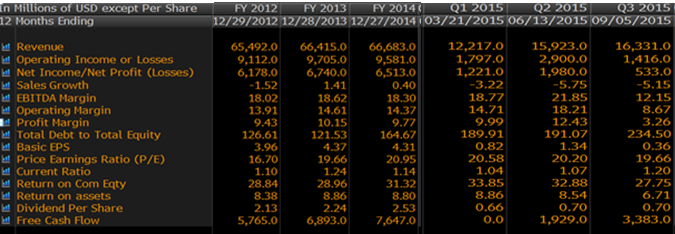 In Millions of USD except Per Share FY 2012 FY 2013 FY 2014 Q1 2015 Q2 2015 Q3 2015
12 Months Ending 12/29/2012 12/28/2013 12/27/2014 03/21/2015 06/13/2015 09/05/2015
Revenue 65,492.0 66,415.0 66,683.0 12,217.0 15,923.0 16,331.0
Operating Income or Losses 9,112.0 9,705.0 9,581.0 1,797.0 2,900.0 1,416.0
Net Income/Net Profit (Losses) 6,178.0 6,740.0 6,513.0 1,221.0 1,980.0 533.0
Sales Growth -1.52 1.41 0.40 -3.22 -5.75 -5.15
EBITDA Margin 18.02 18.62 18.30 18.77 21.85 12.15
Operating Margin 13.91 14.61 14.37 14.71 18.21 8.67
Profit Margin 9.43 10.15 9.77 9.99 12.43 3.26
Total Debt to Total Equity 126.61 121.53 164.67 189.91 191.07 234.50
Basic EPS 3.96 4.37 4.31 0.82 1.34 0.36
Price Earnings Ratio (P/E) 16.70 19.66 20.95 20.58 20.20 19.66
Current Ratio 1.10 1.24 1.14 1.04 1.07 1.20
Return on Com Eqty 28.84 28.96 31.32 33.85 32.88 27.75
Return on assets 8.38 8.86 8.80 8.86 8.54 6.71
Dividend Per Share 2.13 2.24 2.53 0.66 0.70 0.70
Free Cash Flow 5,765.0 6,893.0 7,647.0 0.0 1,929.0 3,383.0